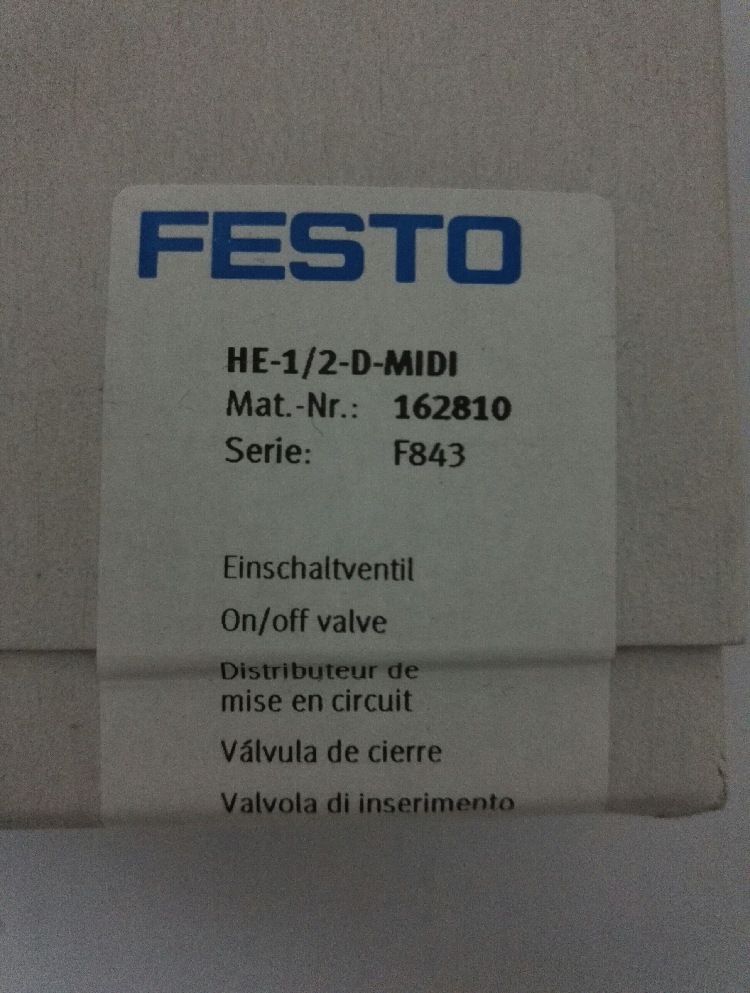 FESTO
HE-1/2-D-MIDI
Mat.-Nr.: 162810
Serie: F843
Einschaltventil
On/off valve
Distributeur de
mise en circuit
Válvula de cierre
Valvola di inserimento